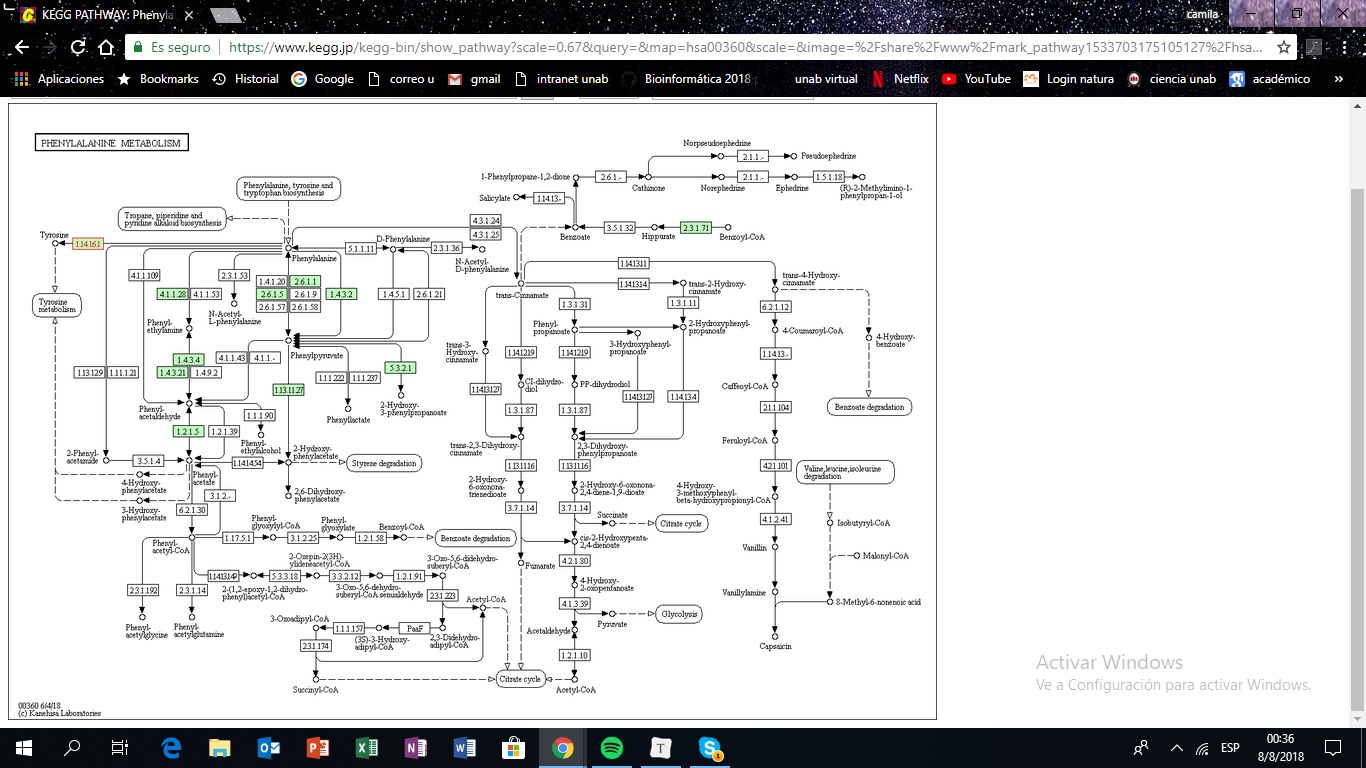 KEGG PATHWAY: Phenyla
camila
Es seguro
https://www.kegg.jp/kegg-bin/show_pathway?scale=0.67&query=&map=hsa00360&scale=&image=%2Fshare%2Fwww%2Fmark_pathway1533703175105127%2Fhsa...
Aplicaciones
Bookmarks
Historial
Google
correo u
gmail
intranet unab
Bioinformática 2018
unab virtual
Netflix
YouTube
Login natura
ciencia unab
académico
»
PHENYLALANINE METABOLISM
Norpseudoephedrine
2.1.1.-
Pseudoephedrine
1-Phenylpropane-1,2-dione
2.6.1.-
Cathinone
Norephedrine
2.1.1.-
Ephedrine
1.5.1.18
(R)-2-Methylimino-1-
phenylpropan-1-ol
Phenylalanine, tyrosine and
tryptophan biosynthesis
Salicylate
1.14.13.-
Tropane, piperidine and
pyridine alkaloid biosynthesis
4.3.1.24
4.3.1.25
Benzoate
3.5.1.32
Hippurate
2.3.1.71
Benzoyl-CoA
Tyrosine
1.14.16.1
Phenylalanine
5.1.1.11
D-Phenylalanine
2.3.1.36
N-Acetyl-
D-phenylalanine
4.1.1.109
2.3.1.53
1.4.1.20
2.6.1.1
4.1.1.28
4.1.1.53
2.6.1.5
2.6.1.9
1.4.3.2
1.4.5.1
2.6.1.21
2.6.1.57
2.6.1.58
N-Acetyl-
L-phenylalanine
1.14.13.11
1.14.13.14
trans-Cinnamate
trans-2-Hydroxy-
cinnamate
trans-4-Hydroxy-
cinnamate
1.3.1.31
1.3.1.11
6.2.1.12
Tyrosine
metabolism
Phenyl-
ethylamine
Phenylpyruvate
Phenyl-
propanoate
2-Hydroxyphenyl-
propanoate
4-Coumaroyl-CoA
4-Hydroxy-
benzoate
trans-3-
Hydroxy-
cinnamate
3-Hydroxyphenyl-
propanoate
1.4.3.4
1.4.3.21
1.4.9.2
4.1.1.43
4.1.1.-
5.3.2.1
1.14.12.19
1.14.12.19
1.14.13.-
1.13.12.9
1.11.1.21
1.13.11.27
1.1.1.222
1.1.1.237
CI-dihydro-
diol
PP-dihydrodiol
Caffeoyl-CoA
1.14.13.127
1.14.13.127
1.14.13.4
Phenyl-
acetaldehyde
1.1.1.90
Phenyllactate
2-Hydroxy-
3-phenylpropanoate
1.3.1.87
1.3.1.87
2.1.1.104
Benzoate degradation
1.2.1.5
1.2.1.39
Phenyl-
ethylalcohol
trans-2,3-Dihydroxy-
cinnamate
2,3-Dihydroxy-
phenylpropanoate
Feruloyl-CoA
2-Phenyl-
acetamide
3.5.1.4
1.14.14.54
2-Hydroxy-
phenylacetate
Styrene degradation
1.13.11.16
1.13.11.16
4.2.1.101
Valine,leucine,isoleucine
degradation
4-Hydroxy-
phenylacetate
Phenyl-
acetate
3.1.2.-
2,6-Dihydroxy-
phenylacetate
2-Hydroxy-
6-oxonona-
trienedioate
2-Hydroxy-6-oxonona-
2,4-diene-1,9-dioate
4-Hydroxy-
3-methoxyphenyl-
beta-hydroxypropionyl-CoA
3-Hydroxy-
phenylacetate
6.2.1.30
3.7.1.14
3.7.1.14
Succinate
Citrate cycle
4.1.2.41
Isobutyryl-CoA
Phenyl-
acetyl-CoA
1.17.5.1
Phenyl-
glyoxylyl-CoA
3.1.2.25
Phenyl-
glyoxylate
1.2.1.58
Benzoyl-CoA
Benzoate degradation
cis-2-Hydroxypenta-
2,4-dienoate
Vanillin
Malonyl-CoA
2-Oxepin-2(3H)-
ylideneacetyl-CoA
3-Oxo-5,6-didehydro-
suberyl-CoA
Fumarate
4.2.1.80
1.14.13.149
5.3.3.18
3.3.2.12
1.2.1.91
2.3.1.192
2.3.1.14
2-(1,2-epoxy-1,2-dihydro-
phenyl)acetyl-CoA
3-Oxo-5,6-dehydro-
suberyl-CoA semialdehyde
2.3.1.223
4-Hydroxy-
2-oxopentanoate
Vanillylamine
Acetyl-CoA
4.1.3.39
8-Methyl-6-nonenoic acid
Phenyl-
acetylglycine
Phenyl-
acetylglutamine
3-Oxoadipyl-CoA
1.1.1.157
PaaF
Pyruvate
Glycolysis
2.3.1.174
(3S)-3-Hydroxy-
adipyl-CoA
2,3-Didehydro-
adipyl-CoA
Acetaldehyde
Capsaicin
1.2.1.10
Succinyl-CoA
Citrate cycle
Acetyl-CoA
00360 6/4/18
(c) Kanehisa Laboratories
Activar Windows
Ve a Configuración para activar Windows.
ESP
00:36
8/8/2018